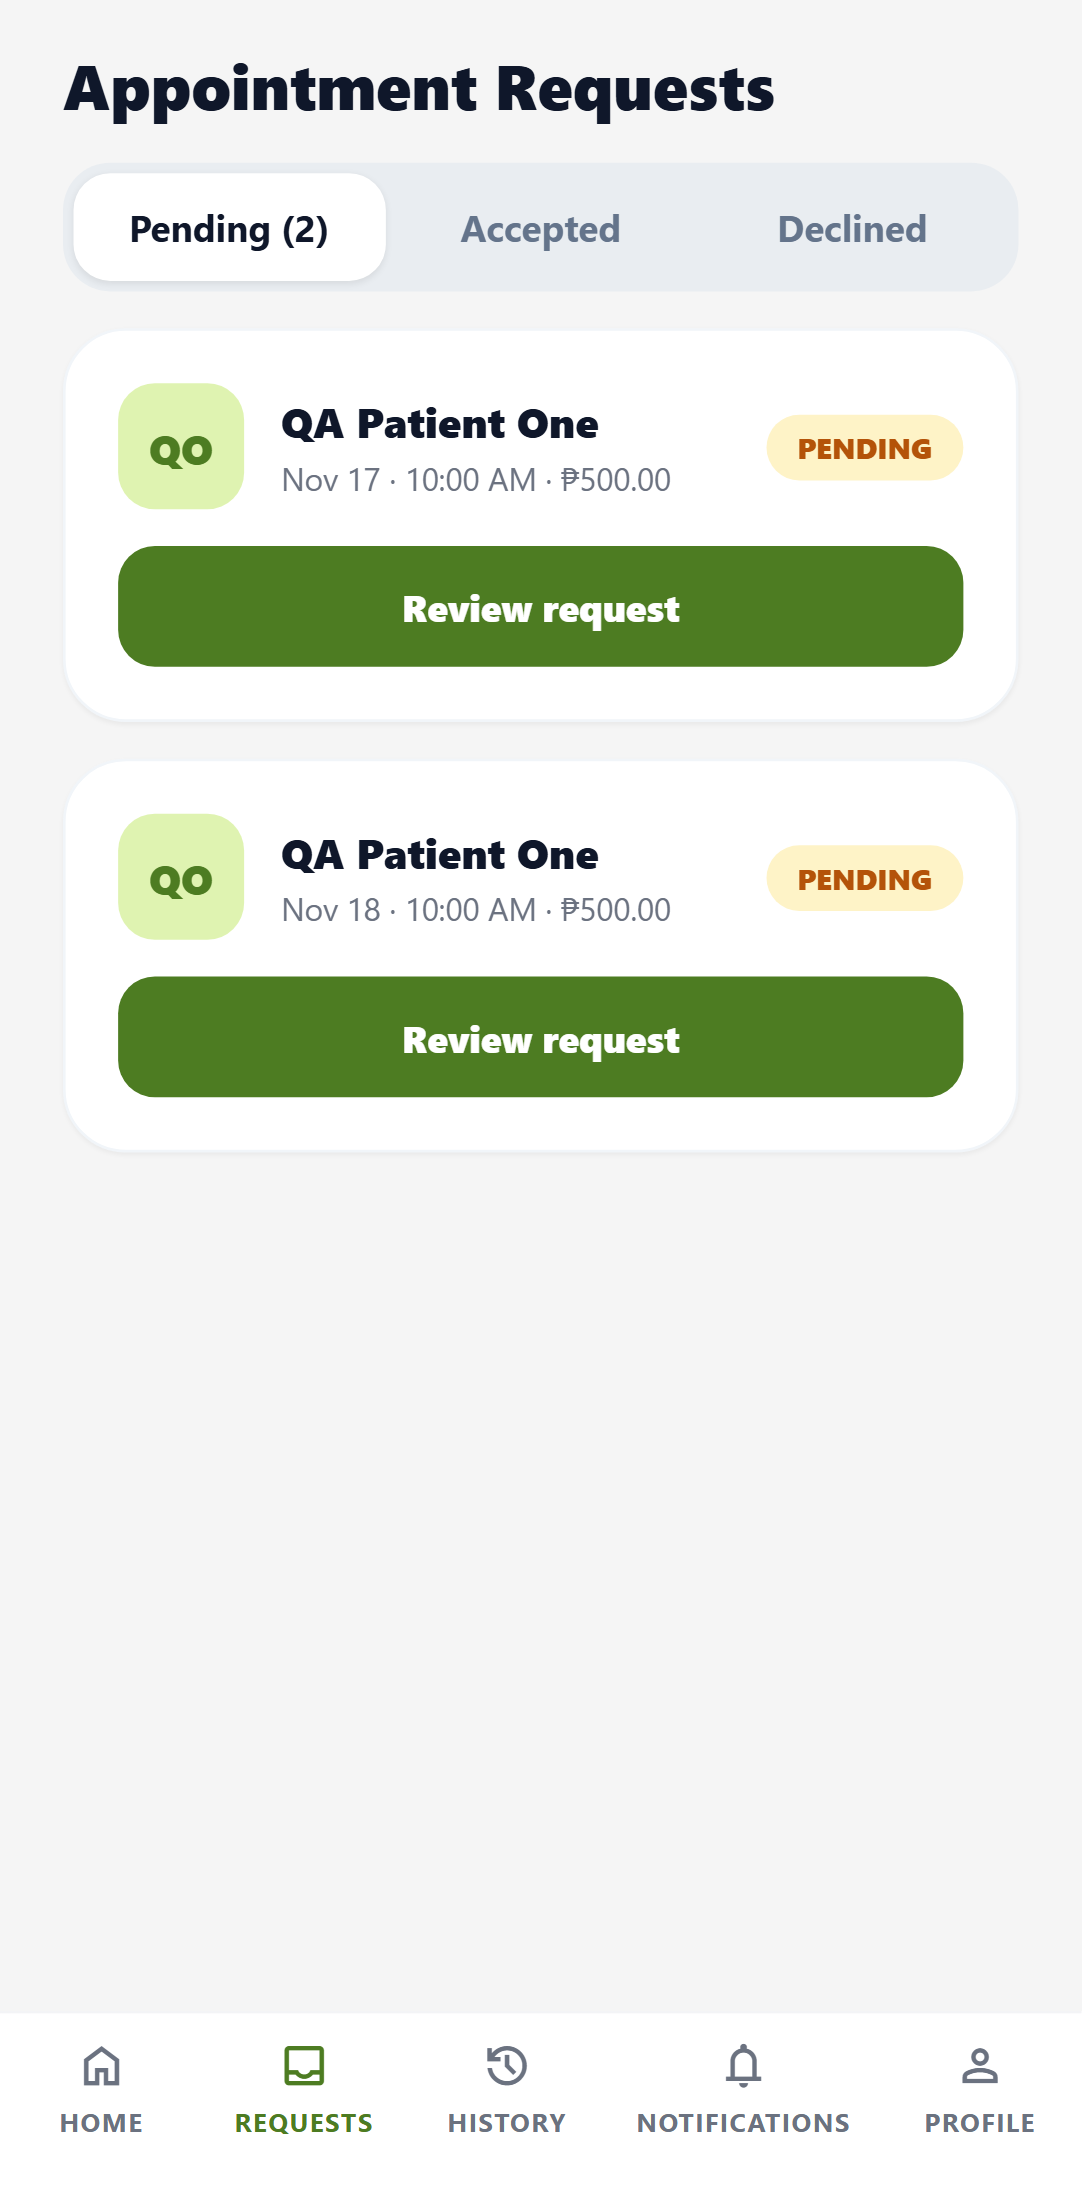 Appointment Requests
Pending (2)
Accepted
Declined
QO
QA Patient One
Nov 17 · 10:00 AM · ₱500.00
PENDING
Review request
QO
QA Patient One
Nov 18 · 10:00 AM · ₱500.00
PENDING
Review request
HOME
REQUESTS
HISTORY
NOTIFICATIONS
PROFILE